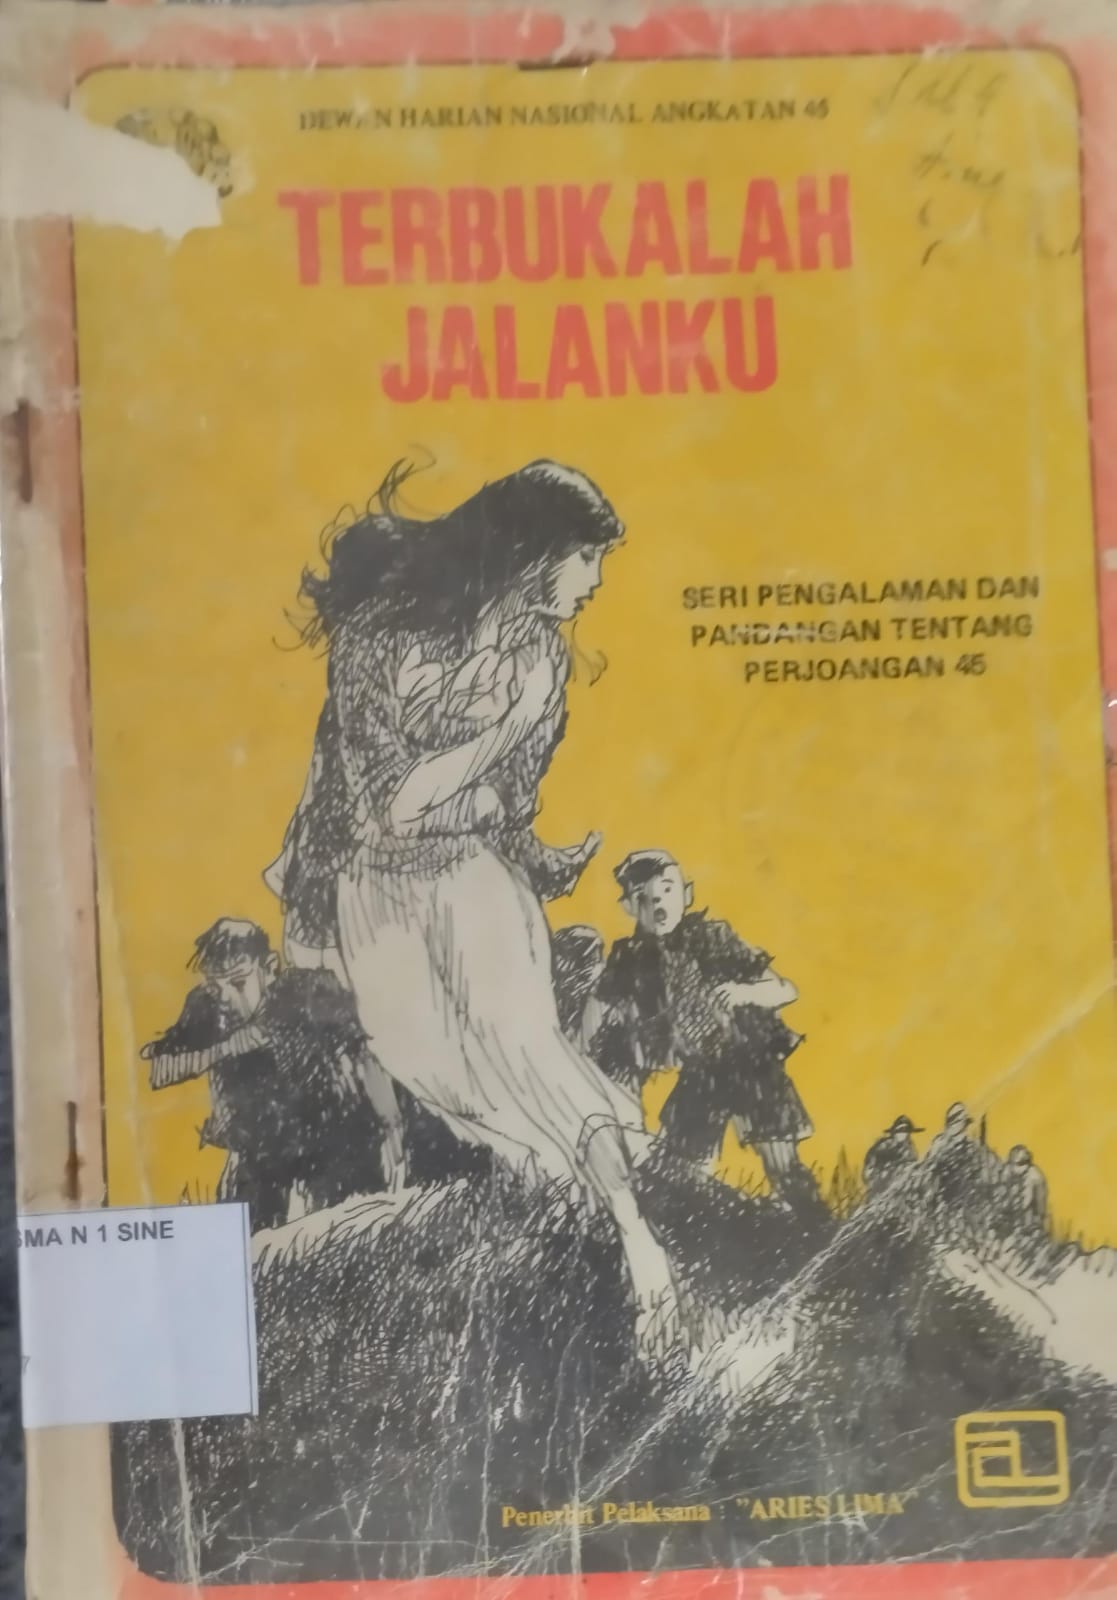 DEWAN HARIAN NASIONAL ANGKATAN 45
TERBUKALAH
JALANKU
SERI PENGALAMAN DAN
PANDANGAN TENTANG
PERJOANGAN 45
SMA N 1 SINE
7
Penerbit Pelaksana : "ARIES LIMA"